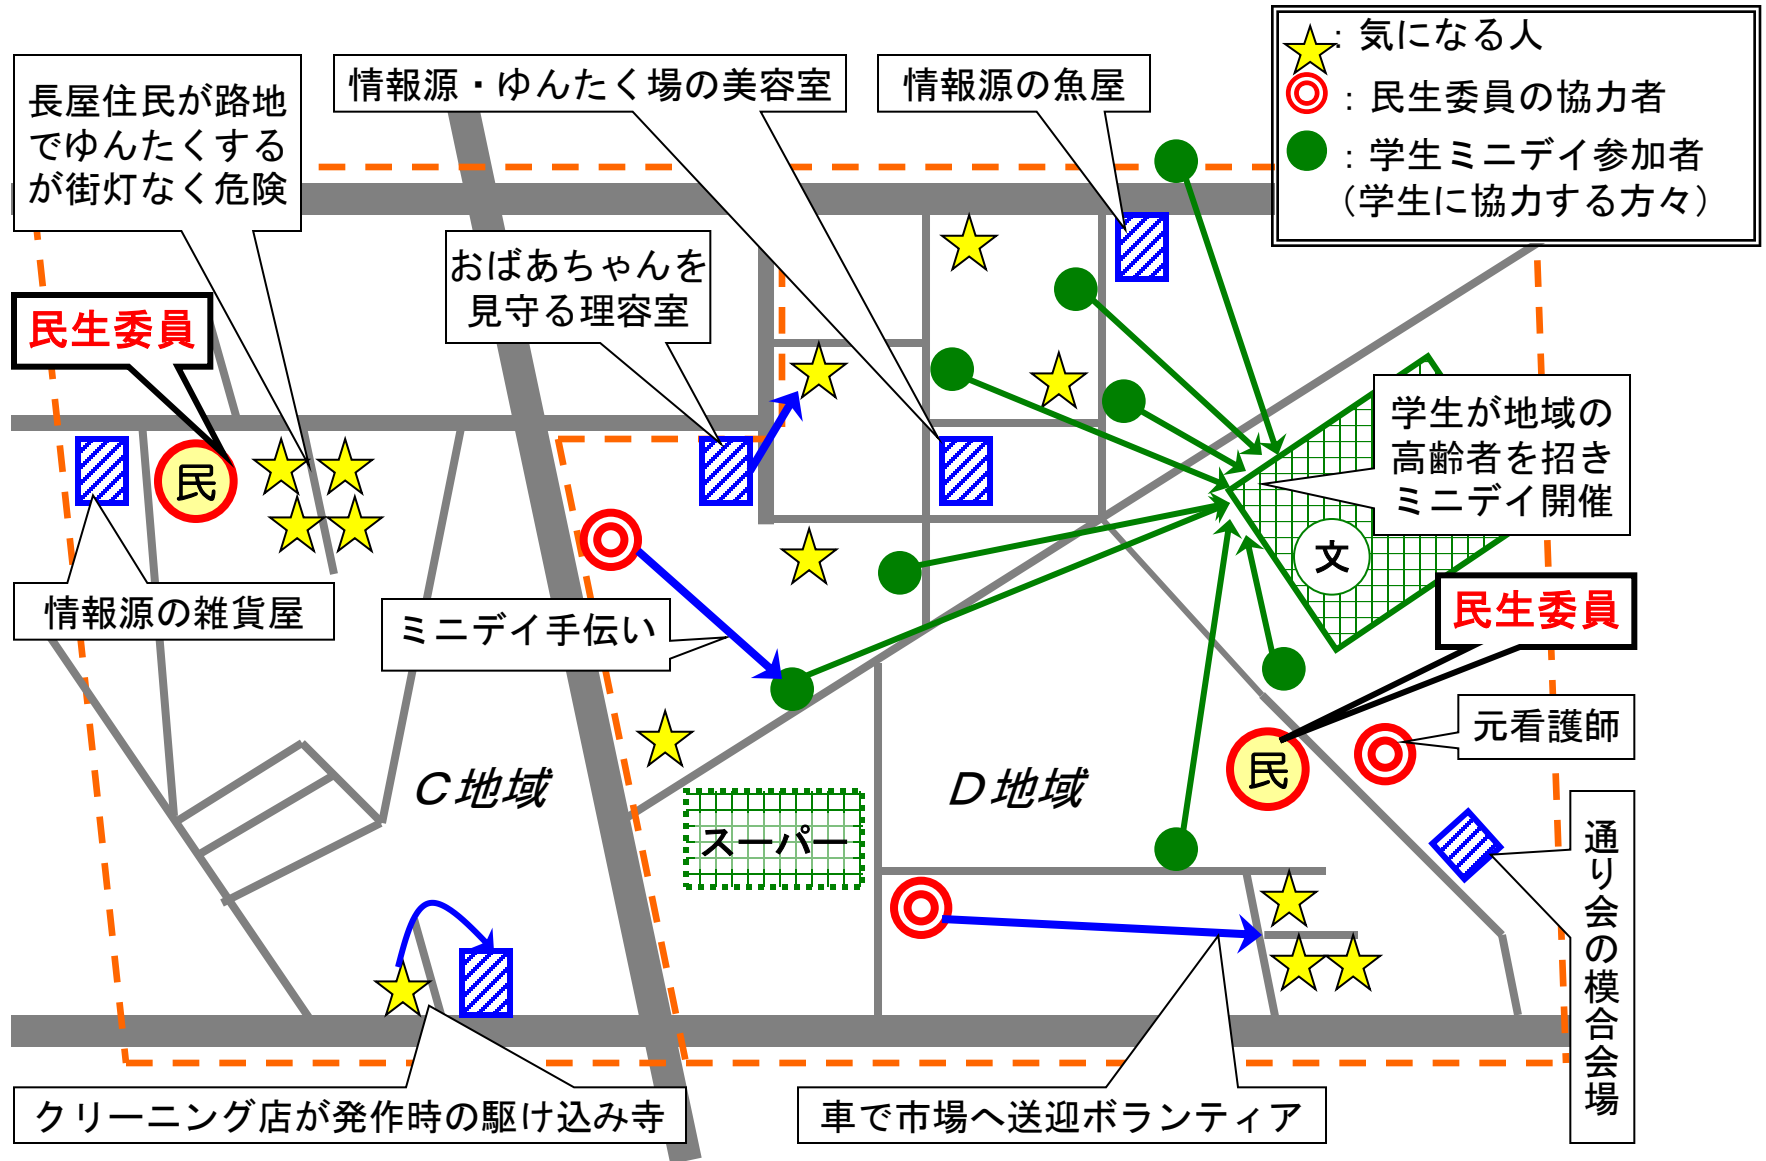 ：気になる人
：民生委員の協力者
：学生ミニデイ参加者
（学生に協力する方々）
長屋住民が路地
でゆんたくする
が街灯なく危険
情報源・ゆんたく場の美容室
情報源の魚屋
おばあちゃんを
見守る理容室
民生委員
民
学生が地域の
高齢者を招き
ミニデイ開催
文
情報源の雑貨屋
ミニデイ手伝い
民生委員
元看護師
民
Ｃ地域
Ｄ地域
スーパー
通り会の模合会場
クリーニング店が発作時の駆け込み寺
車で市場へ送迎ボランティア